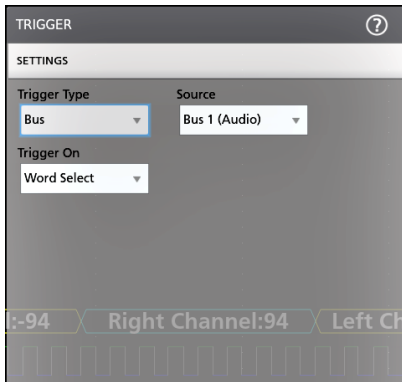 TRIGGER ?
SETTINGS
Trigger Type Source
Bus Bus 1 (Audio)
Trigger On
Word Select
l:-94 Right Channel:94 Left Ch